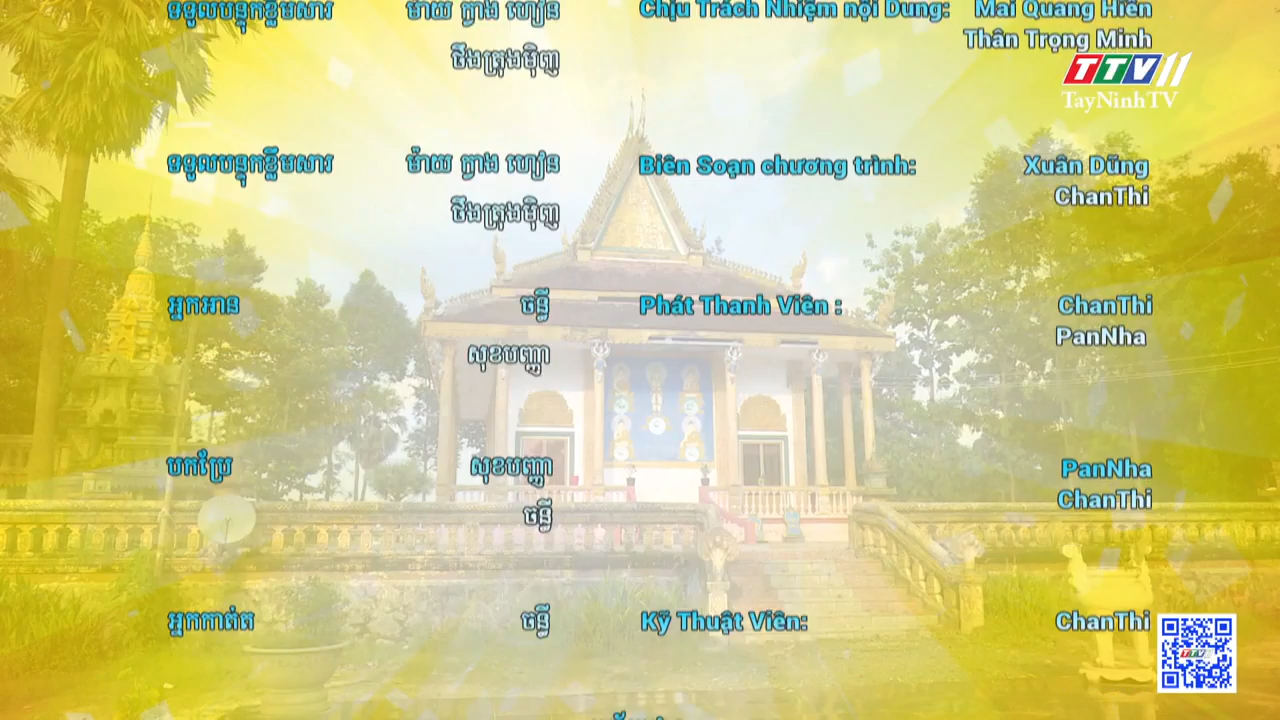 ទទួលបន្ទុកខ្លឹមសារ ម៉ាយ ក្វាង ហៀន Chịu Trách Nhiệm nội Dung: Mai Quang Hiền
ថឹងត្រុងម៉ិញ Thân Trọng Minh
TTV11
TayNinhTV
ទទួលបន្ទុកខ្លឹមសារ ម៉ាយ ក្វាង ហៀន Biên Soạn chương trình: Xuân Dũng
ថឹងត្រុងម៉ិញ ChanThi
អ្នកអាន ចន្ធី Phát Thanh Viên : ChanThi
សុខបញ្ញា PanNha
បកប្រែ សុខបញ្ញា PanNha
ចន្ធី ChanThi
អ្នកកាត់ត ចន្ធី Kỹ Thuật Viên: ChanThi
TTV11